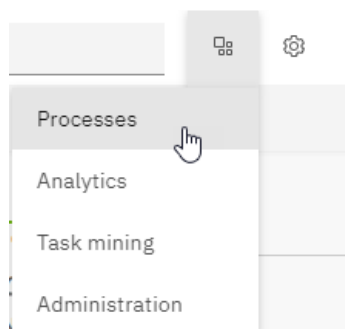 Processes
Analytics
Task mining
Administration